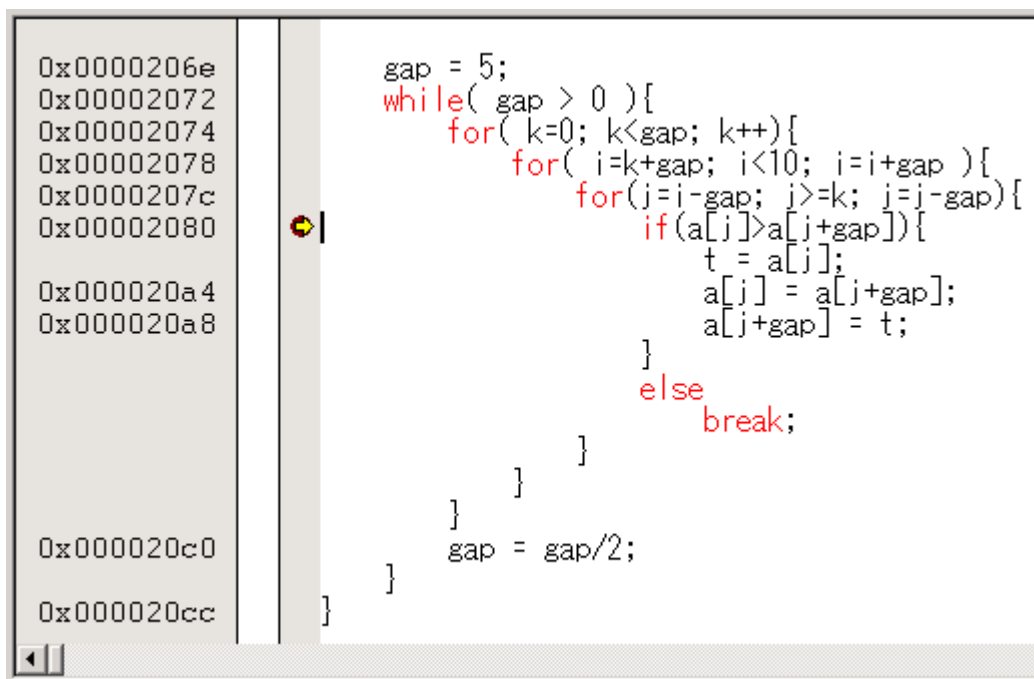 0x0000206e gap = 5;
0x00002072 while( gap > 0 ){
0x00002074 for( k=0; k<gap; k++){
0x00002078 for( i=k+gap; i<10; i=i+gap ){
0x0000207c for(j=i-gap; j>=k; j=j-gap){
0x00002080 if(a[j]>a[j+gap]){
t = a[j];
0x000020a4 a[j] = a[j+gap];
0x000020a8 a[j+gap] = t;
}
else
break;
}
}
}
0x000020c0 gap = gap/2;
}
0x000020cc }